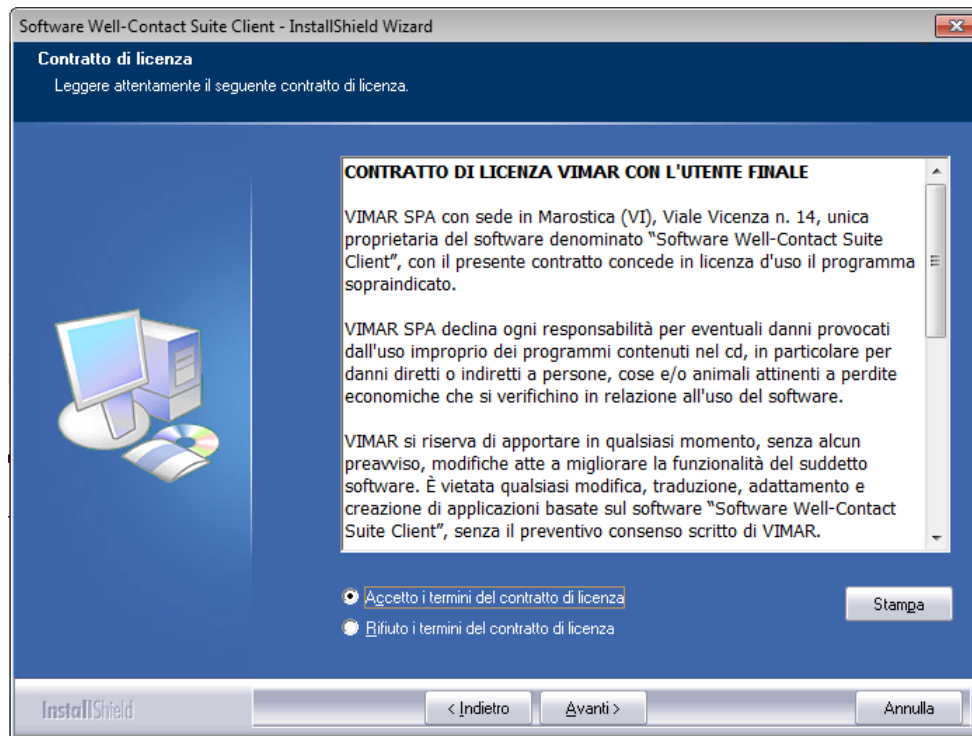 Software Well-Contact Suite Client - InstallShield Wizard
Contratto di licenza
Leggere attentamente il seguente contratto di licenza.
CONTRATTO DI LICENZA VIMAR CON L'UTENTE FINALE
VIMAR SPA con sede in Marostica (VI), Viale Vicenza n. 14, unica
proprietaria del software denominato “Software Well-Contact Suite
Client”, con il presente contratto concede in licenza d'uso il programma
sopraindicato.
VIMAR SPA declina ogni responsabilità per eventuali danni provocati
dall'uso improprio dei programmi contenuti nel cd, in particolare per
danni diretti o indiretti a persone, cose e/o animali attinenti a perdite
economiche che si verifichino in relazione all'uso del software.
VIMAR si riserva di apportare in qualsiasi momento, senza alcun
preavviso, modifiche atte a migliorare la funzionalità del suddetto
software. È vietata qualsiasi modifica, traduzione, adattamento e
creazione di applicazioni basate sul software “Software Well-Contact
Suite Client”, senza il preventivo consenso scritto di VIMAR.
Accetto i termini del contratto di licenza
Rifiuto i termini del contratto di licenza
Stampa
InstallShield
< Indietro
Avanti >
Annulla